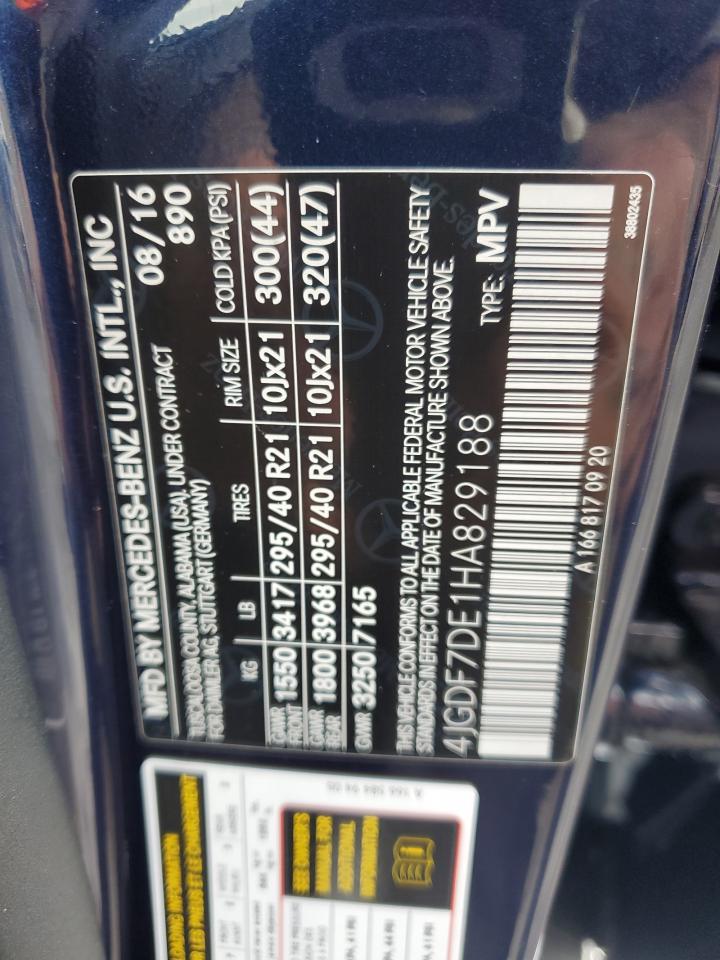 MFD BY MERCEDES-BENZ U.S. INTL., INC
TUSCALOOSA COUNTY, ALABAMA (USA), UNDER CONTRACT 08/16
FOR DAIMLER AG, STUTTGART (GERMANY) 890
KG LB TIRES RIM SIZE COLD KPA (PSI)
GAWR FRONT 1550 3417 295/40 R21 10Jx21 300(44)
GAWR REAR 1800 3968 295/40 R21 10Jx21 320(47)
GVWR 3250 7165
THIS VEHICLE CONFORMS TO ALL APPLICABLE FEDERAL MOTOR VEHICLE SAFETY
STANDARDS IN EFFECT ON THE DATE OF MANUFACTURE SHOWN ABOVE.
4JGDF7DE1HA829188 TYPE: MPV
A 166 817 09 20 38802435
LOADING INFORMATION
SEE OWNER'S
MANUAL FOR
ADDITIONAL
INFORMATION